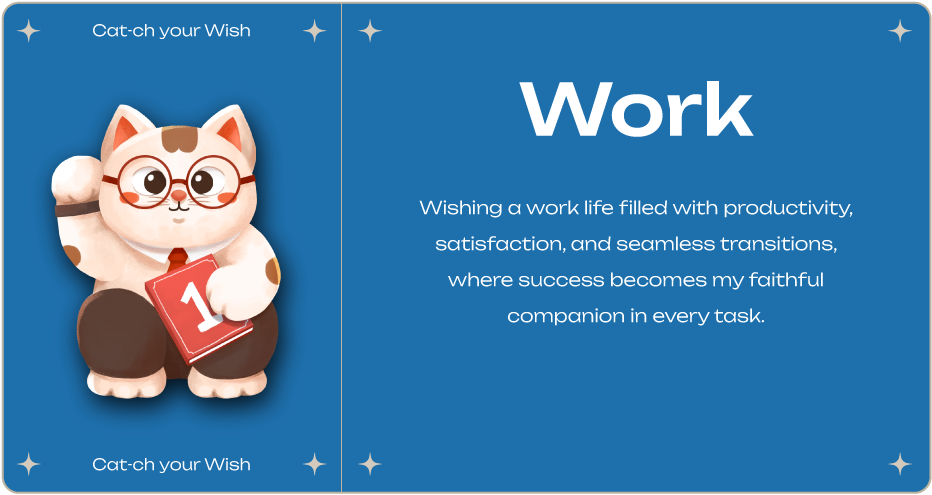 Cat-ch your Wish
1
Cat-ch your Wish
Work
Wishing a work life filled with productivity,
satisfaction, and seamless transitions,
where success becomes my faithful
companion in every task.